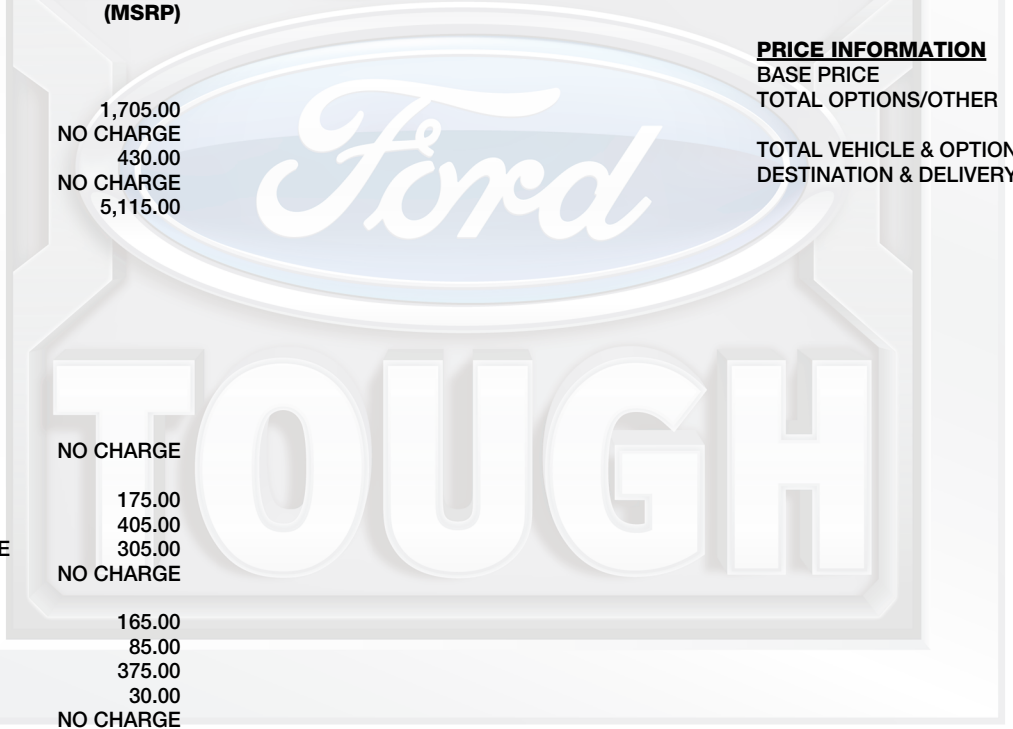 (MSRP)
1,705.00
NO CHARGE
430.00
NO CHARGE
5,115.00
NO CHARGE
175.00
405.00
E 305.00
NO CHARGE
165.00
85.00
375.00
30.00
NO CHARGE
PRICE INFORMATION
BASE PRICE
TOTAL OPTIONS/OTHER
TOTAL VEHICLE & OPTION
DESTINATION & DELIVERY
Ford
TOUGH